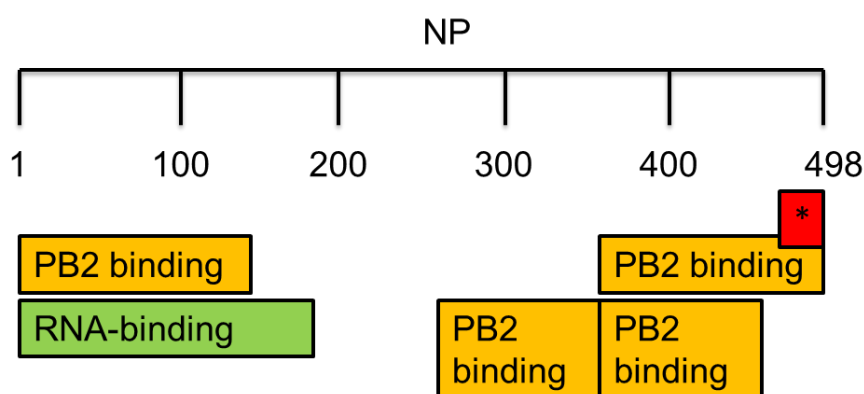 NP
1 100 200 300 400 498
*
PB2 binding PB2 binding
RNA-binding PB2 PB2
binding binding